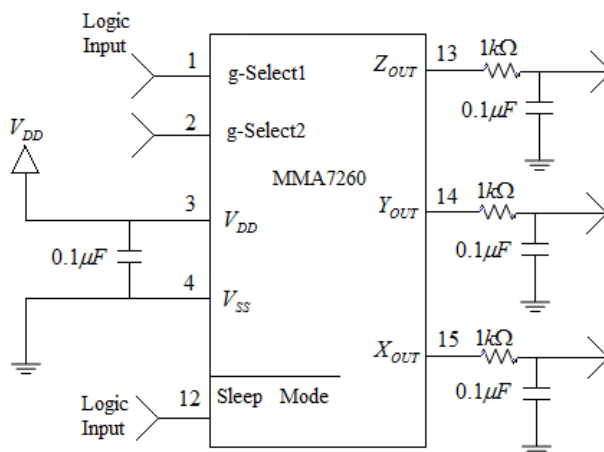 Logic
Input
1
g-Select1
2
g-Select2
MMA7260
V_DD
3
V_DD
0.1μF
4
V_SS
12
Sleep Mode
Logic
Input
Z_OUT
13
1kΩ
0.1μF
Y_OUT
14
1kΩ
0.1μF
X_OUT
15
1kΩ
0.1μF